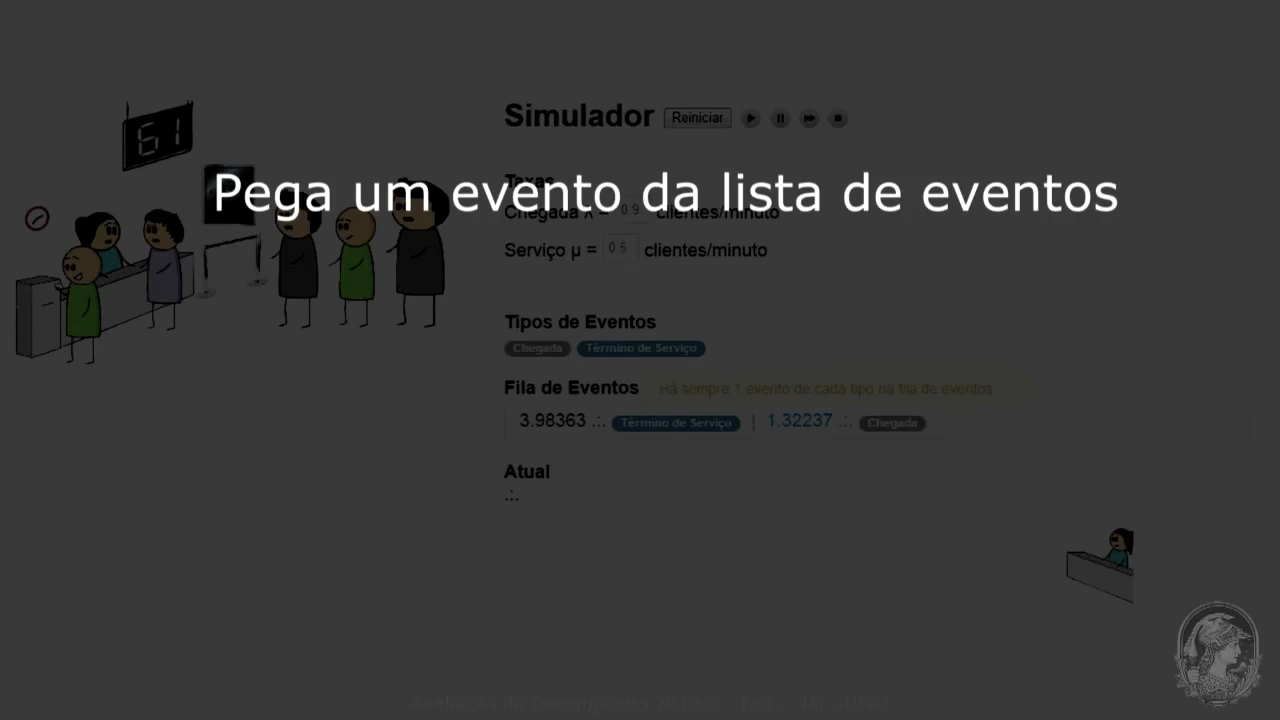 61
Simulador Reiniciar
Pega um evento da lista de eventos
Taxas
Chegada λ = 0.9 clientes/minuto
Serviço μ = clientes/minuto
Tipos de Eventos
Chegada Término de Serviço
Fila de Eventos Há sempre 1 evento de cada tipo na fila de eventos
3.98363 .:. Término de Serviço | 1.32237 .:. Chegada
Atual
.:.